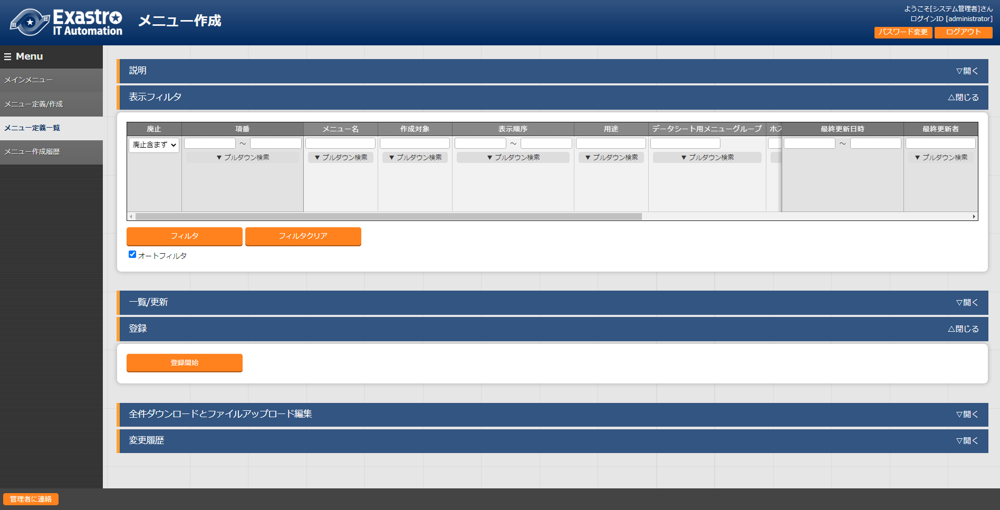 Exastro
IT Automation
メニュー作成
ようこそ[システム管理者]さん
ログインID [administrator]
パスワード変更 ログアウト
Menu
メインメニュー
メニュー定義/作成
メニュー定義一覧
メニュー作成履歴
説明 ▽開く
表示フィルタ △閉じる
廃止 項番 メニュー名 作成対象 表示順序 用途 データシート用メニューグループ ホス 最終更新日時 最終更新者
廃止含まず ～ ～ ～
▼ プルダウン検索 ▼ プルダウン検索 ▼ プルダウン検索 ▼ プルダウン検索 ▼ プルダウン検索 ▼ プルダウン検索 ▼ プルダウン検索
フィルタ フィルタクリア
オートフィルタ
一覧/更新 ▽開く
登録 △閉じる
登録開始
全件ダウンロードとファイルアップロード編集 ▽開く
変更履歴 ▽開く
管理者に連絡